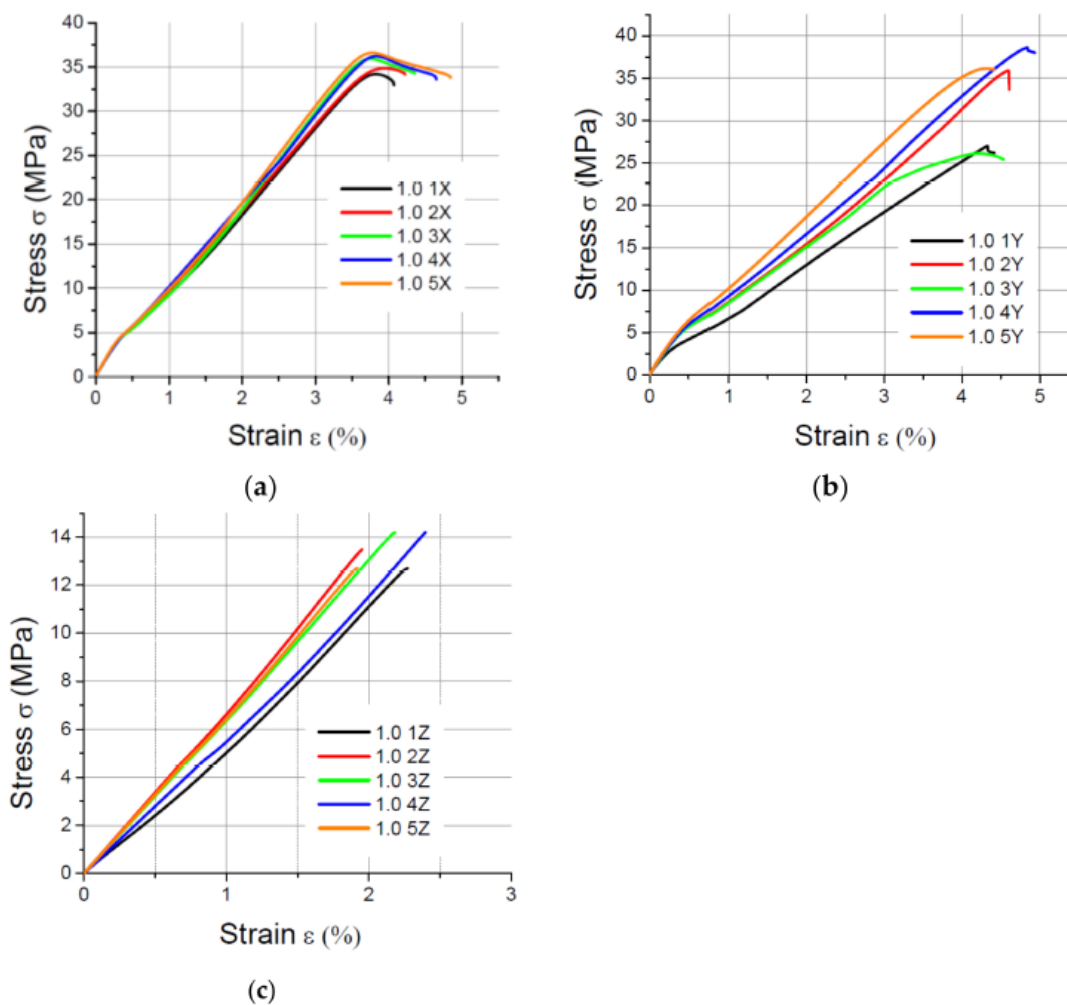 40
35
30
25
20
15
10
5
0
Stress σ (MPa)
1.0 1X
1.0 2X
1.0 3X
1.0 4X
1.0 5X
0 1 2 3 4 5
Strain ε (%)
(a)
40
35
30
25
20
15
10
5
0
Stress σ (MPa)
1.0 1Y
1.0 2Y
1.0 3Y
1.0 4Y
1.0 5Y
0 1 2 3 4 5
Strain ε (%)
(b)
14
12
10
8
6
4
2
0
Stress σ (MPa)
1.0 1Z
1.0 2Z
1.0 3Z
1.0 4Z
1.0 5Z
0 1 2 3
Strain ε (%)
(c)